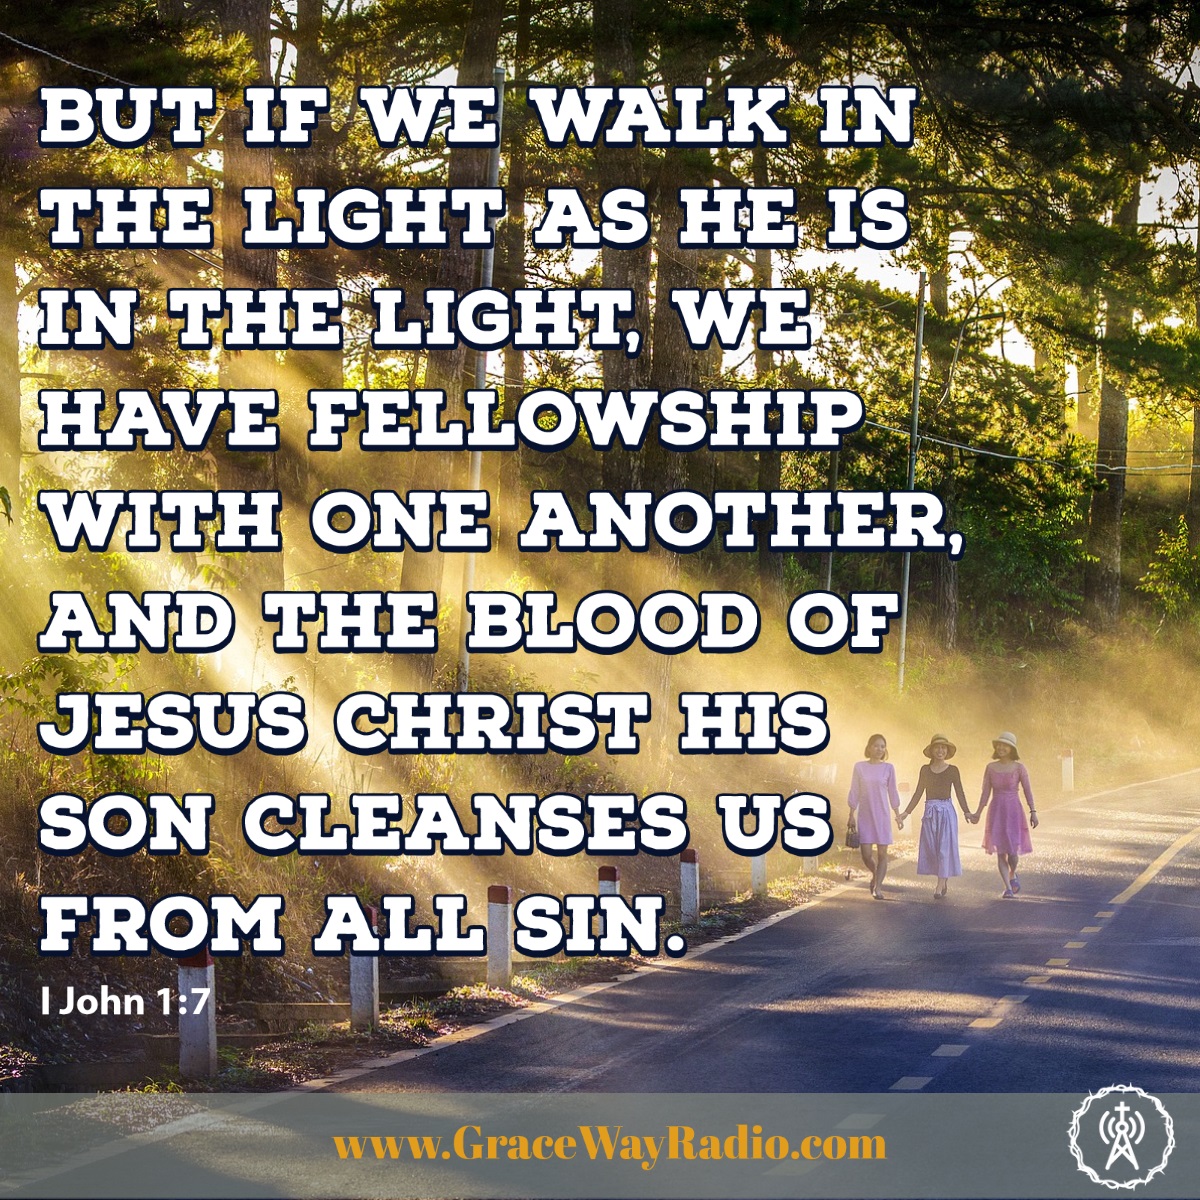 BUT IF WE WALK IN
THE LIGHT AS HE IS
IN THE LIGHT, WE
HAVE FELLOWSHIP
WITH ONE ANOTHER,
AND THE BLOOD OF
JESUS CHRIST HIS
SON CLEANSES US
FROM ALL SIN.
I John 1:7
www.GraceWayRadio.com